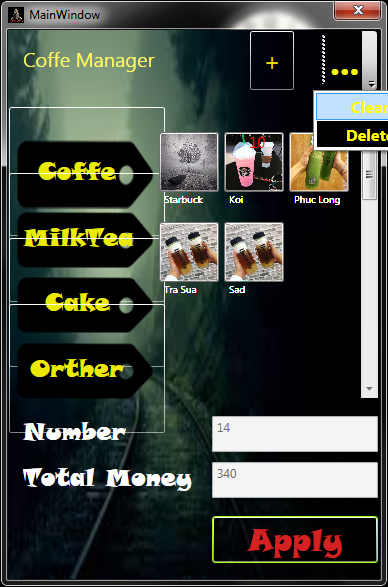 MainWindow
Coffe Manager
+
...
Clear
Delete
Coffe
MilkTea
Cake
Orther
10
Starbuck
Koi
Phuc Long
Tra Sua
Sad
Number
14
Total Money
340
Apply